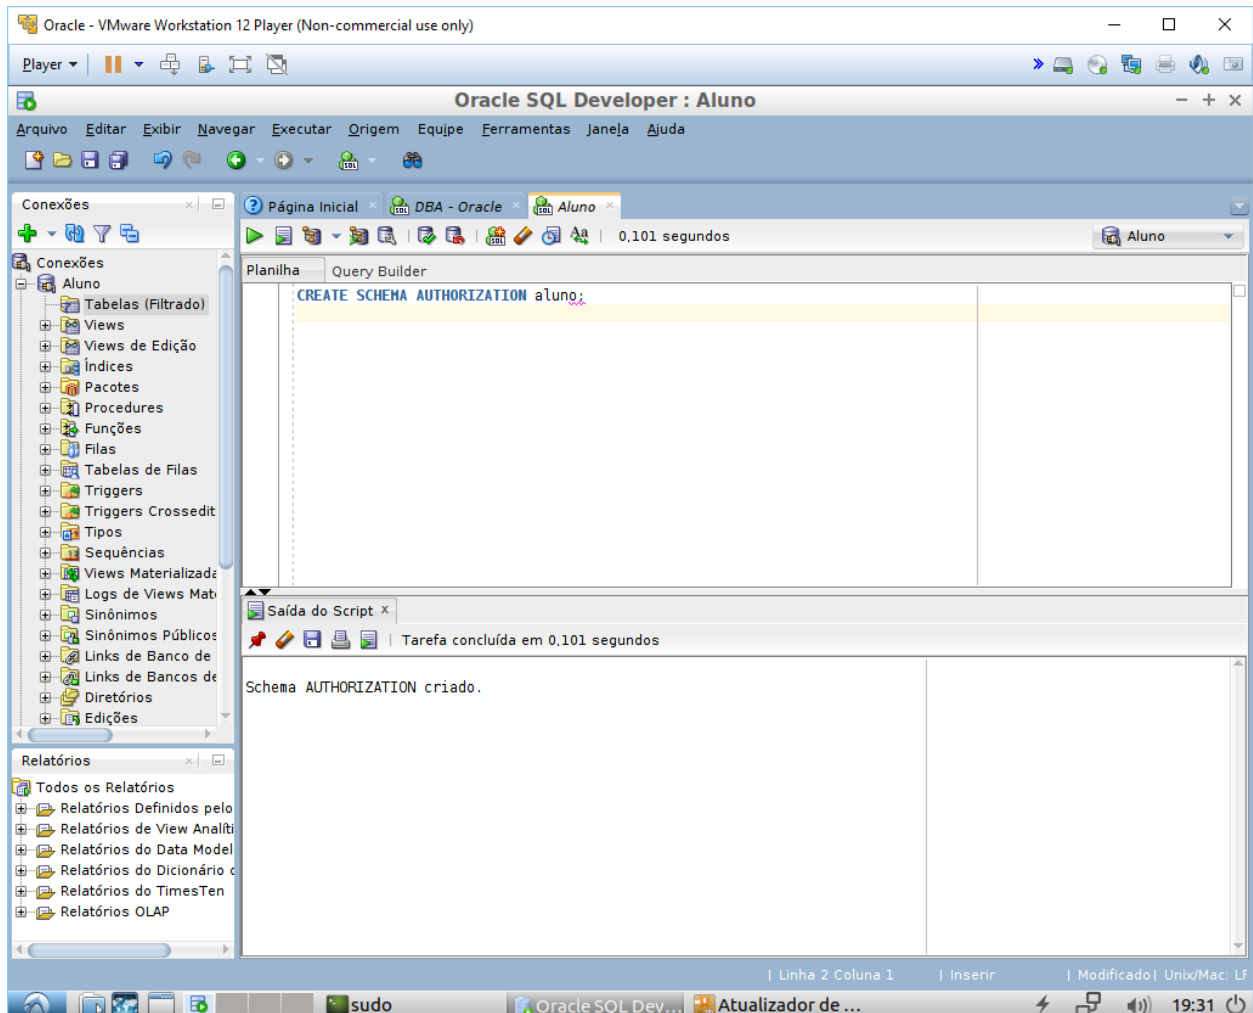 Oracle - VMware Workstation 12 Player (Non-commercial use only)
Player
Oracle SQL Developer : Aluno
Arquivo Editar Exibir Navegar Executar Origem Equipe Ferramentas Janela Ajuda
Conexões
Página Inicial
DBA - Oracle
Aluno
0,101 segundos
Aluno
Conexões
Aluno
Tabelas (Filtrado)
Views
Views de Edição
Índices
Pacotes
Procedures
Funções
Filas
Tabelas de Filas
Triggers
Triggers Crossedit
Tipos
Sequências
Views Materializada
Logs de Views Mat
Sinônimos
Sinônimos Públicos
Links de Banco de
Links de Bancos de
Diretórios
Edições
Planilha Query Builder
CREATE SCHEMA AUTHORIZATION aluno;
Saída do Script
Tarefa concluída em 0,101 segundos
Schema AUTHORIZATION criado.
Relatórios
Todos os Relatórios
Relatórios Definidos pelo
Relatórios de View Analíti
Relatórios do Data Model
Relatórios do Dicionário
Relatórios do TimesTen
Relatórios OLAP
| Linha 2 Coluna 1 | Inserir | Modificado | Unix/Mac: LF
sudo
Oracle SQL Dev...
Atualizador de ...
19:31